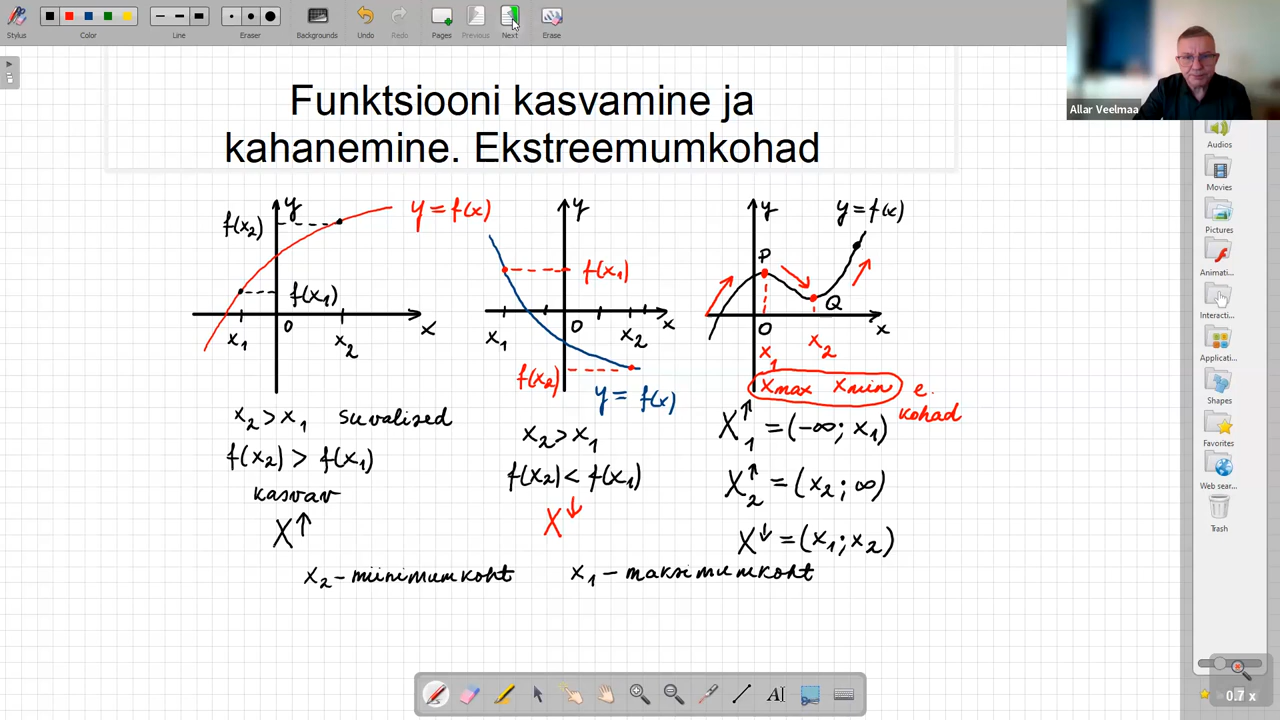 Stylus
Color
Line
Eraser
Backgrounds
Undo
Redo
Pages
Previous
Next
Erase
Allar Veelmaa
Audios
Movies
Pictures
Animati...
Interacti...
Applicati...
Shapes
Favorites
Web sear...
Trash
0.7 x
Funktsiooni kasvamine ja
kahanemine. Ekstreemumkohad
y
f(x₂)
y = f(x)
f(x₁)
0
x
x₁
x₂
x₂ > x₁ suvalised
f(x₂) > f(x₁)
kasvav
X↑
y
f(x₁)
0
x
x₁
x₂
f(x₂)
y = f(x)
x₂ > x₁
f(x₂) < f(x₁)
X↓
y
y = f(x)
P
Q
0
x
x₁
x₂
xmax xmin e.
kohad
X₁↑ = (-∞; x₁)
X₂↑ = (x₂; ∞)
X↓ = (x₁; x₂)
x₂ – miinimumkoht x₁ – maksimumkoht
AI